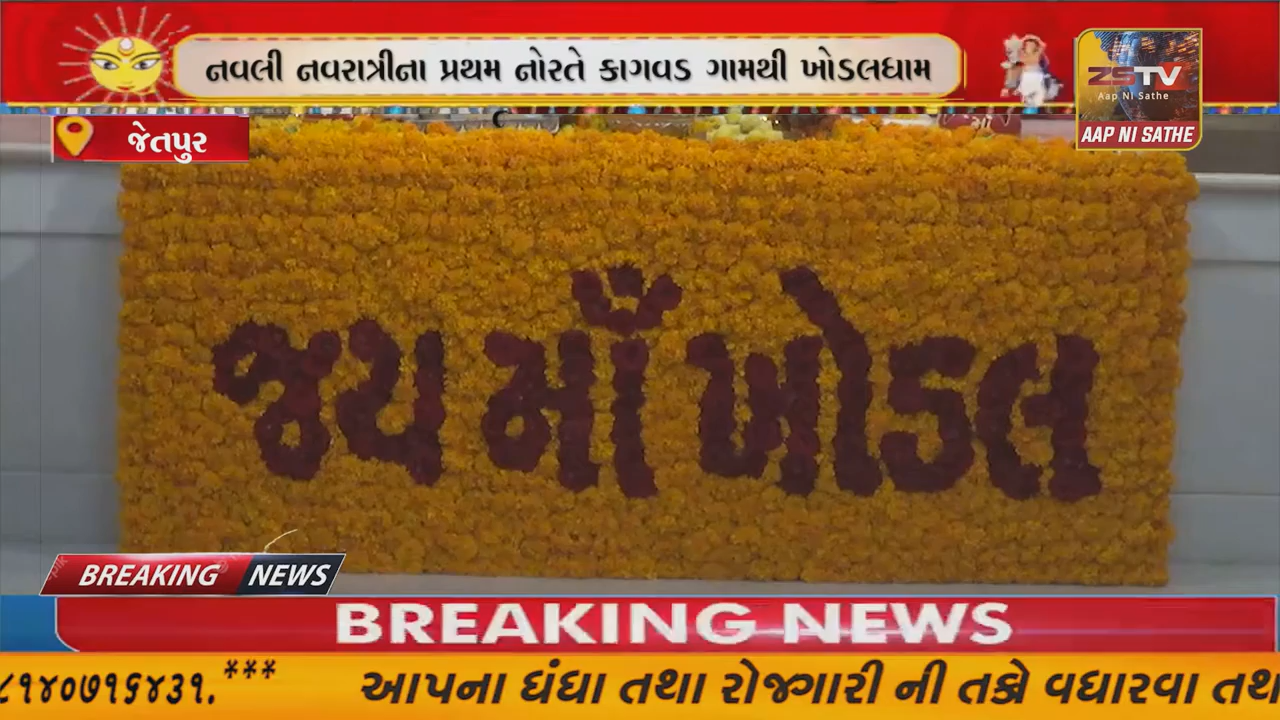 નવલી નવરાત્રીના પ્રથમ નોરતે કાગવડ ગામથી ખોડલધામ
ZSTV
Aap Ni Sathe
AAP NI SATHE
જેતપુર
જય માઁ ખોડલ
BREAKING NEWS
BREAKING NEWS
૮૧૪૦૭૧૬૪૩૧.*** આપના ધંધા તથા રોજગારી ની તકો વધારવા તથ